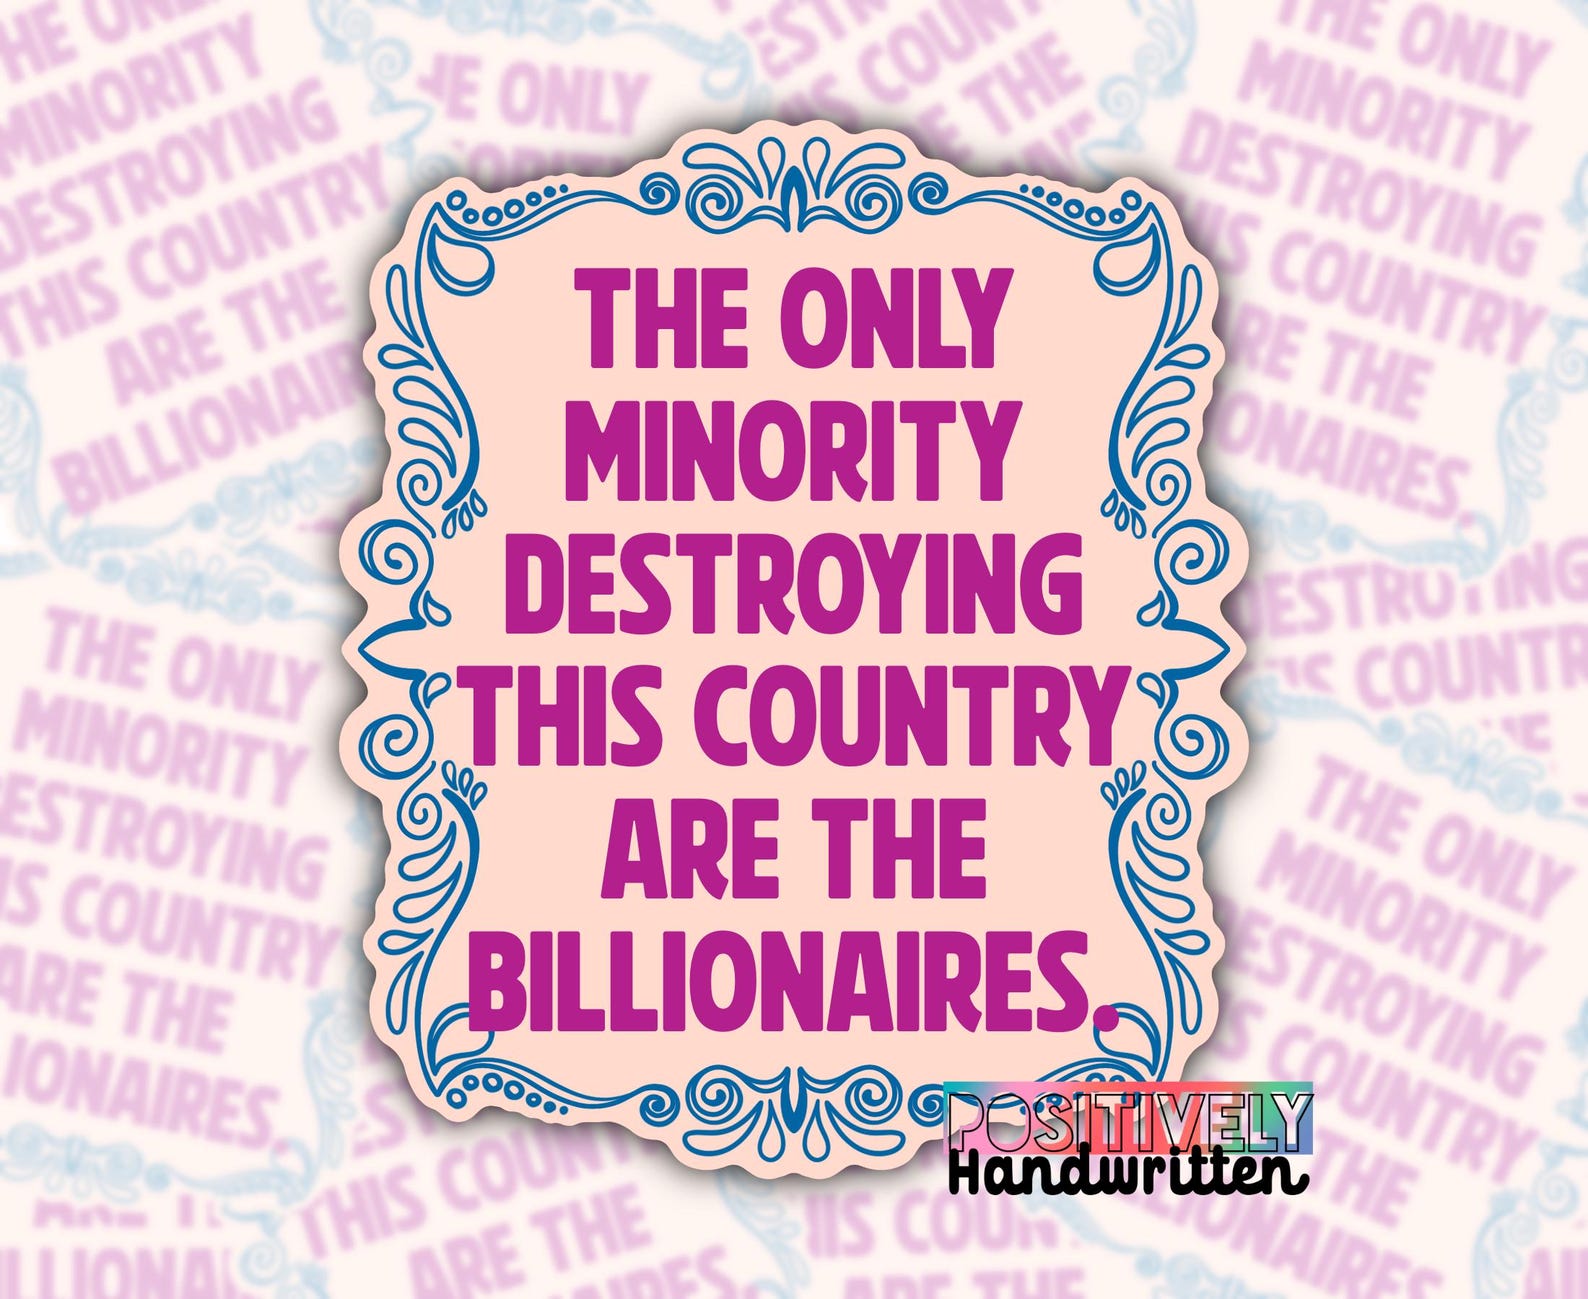 THE ONLY
MINORITY
DESTROYING
THIS COUNTRY
ARE THE
BILLIONAIRES.
POSITIVELY
Handwritten